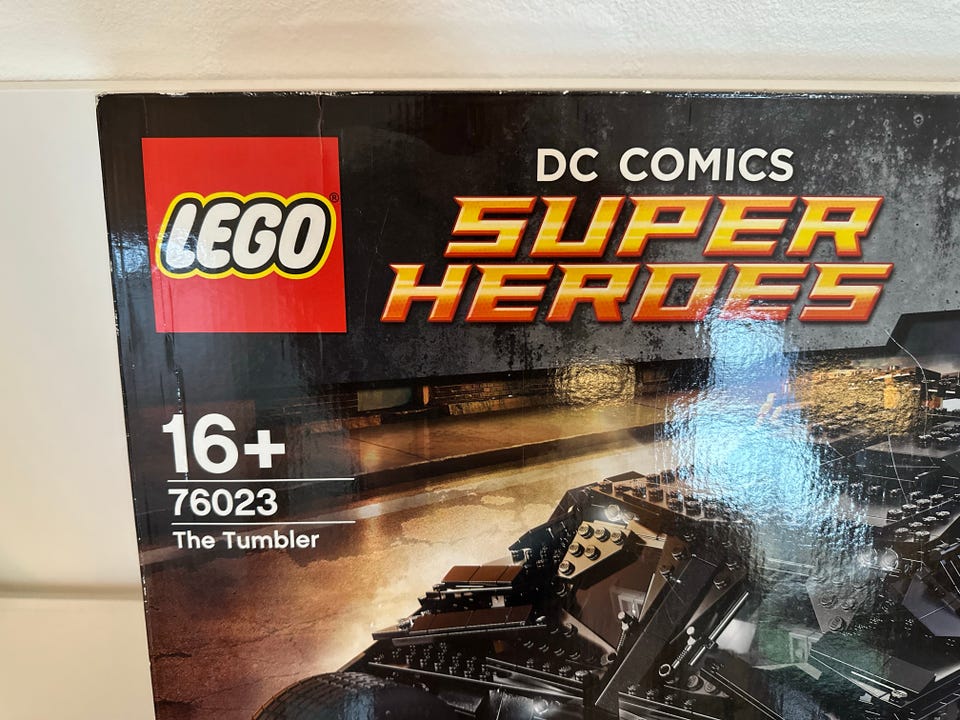 LEGO®
DC COMICS
SUPER
HEROES
16+
76023
The Tumbler